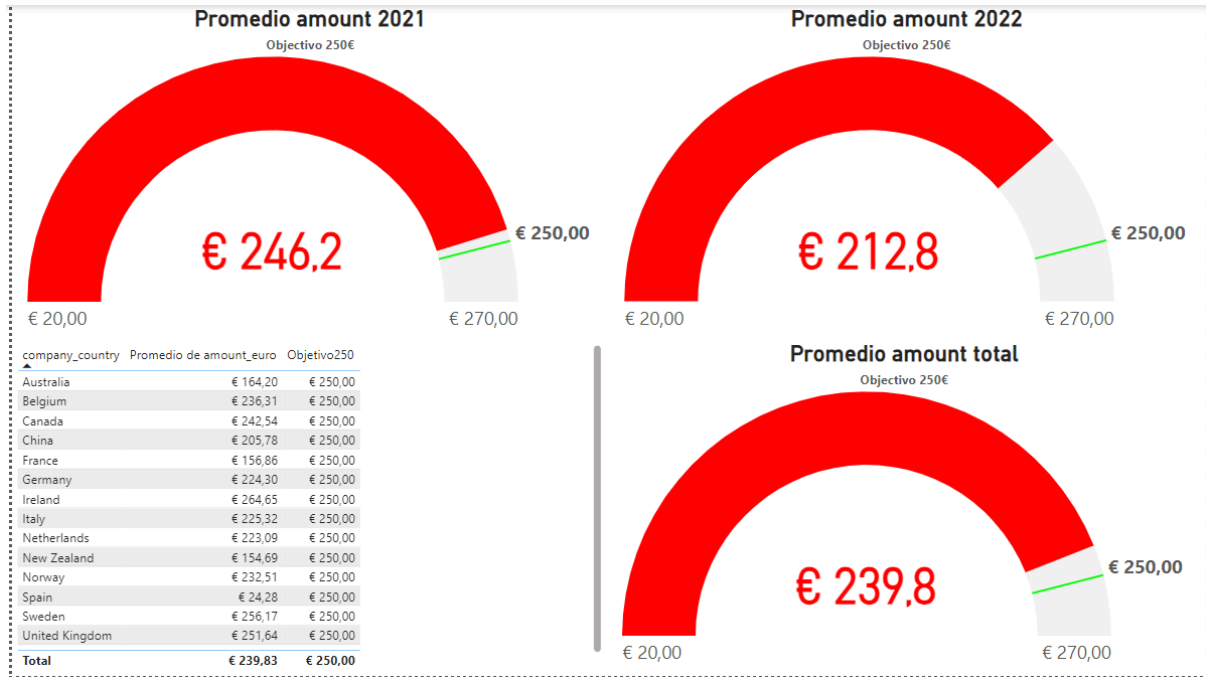 Promedio amount 2021
Objectivo 250€
€ 250,00
€ 246,2
€ 20,00
€ 270,00
Promedio amount 2022
Objectivo 250€
€ 250,00
€ 212,8
€ 20,00
€ 270,00
company_country Promedio de amount_euro Objetivo250
Australia € 164,20 € 250,00
Belgium € 236,31 € 250,00
Canada € 242,54 € 250,00
China € 205,78 € 250,00
France € 156,86 € 250,00
Germany € 224,30 € 250,00
Ireland € 264,65 € 250,00
Italy € 225,32 € 250,00
Netherlands € 223,09 € 250,00
New Zealand € 154,69 € 250,00
Norway € 232,51 € 250,00
Spain € 24,28 € 250,00
Sweden € 256,17 € 250,00
United Kingdom € 251,64 € 250,00
Total € 239,83 € 250,00
Promedio amount total
Objectivo 250€
€ 250,00
€ 239,8
€ 20,00
€ 270,00